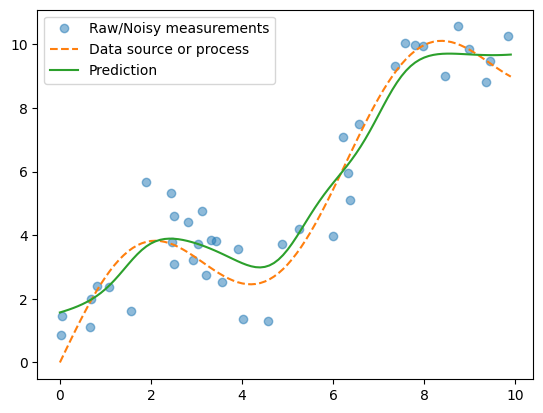 Raw/Noisy measurements
Data source or process
Prediction
10
8
6
4
2
0
0 2 4 6 8 10